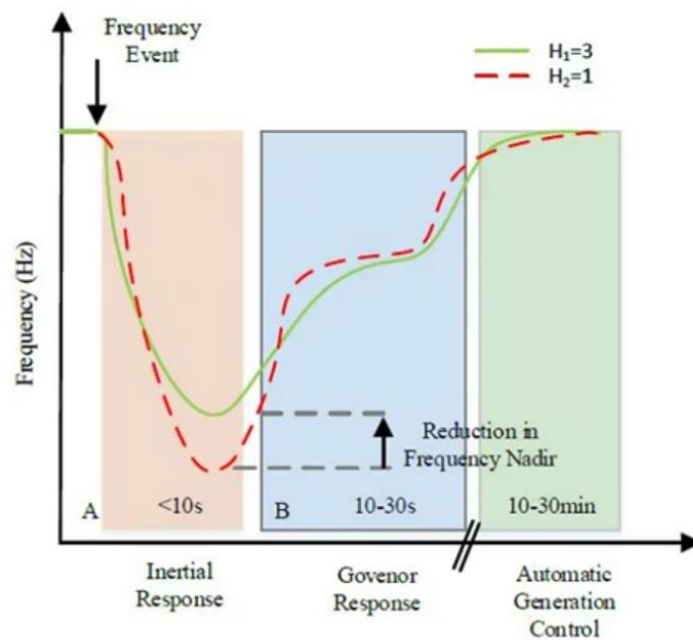 Frequency
Event
H₁=3
H₂=1
Frequency (Hz)
Reduction in
Frequency Nadir
A
<10s
B
10-30s
10-30min
Inertial
Response
Govenor
Response
Automatic
Generation
Control